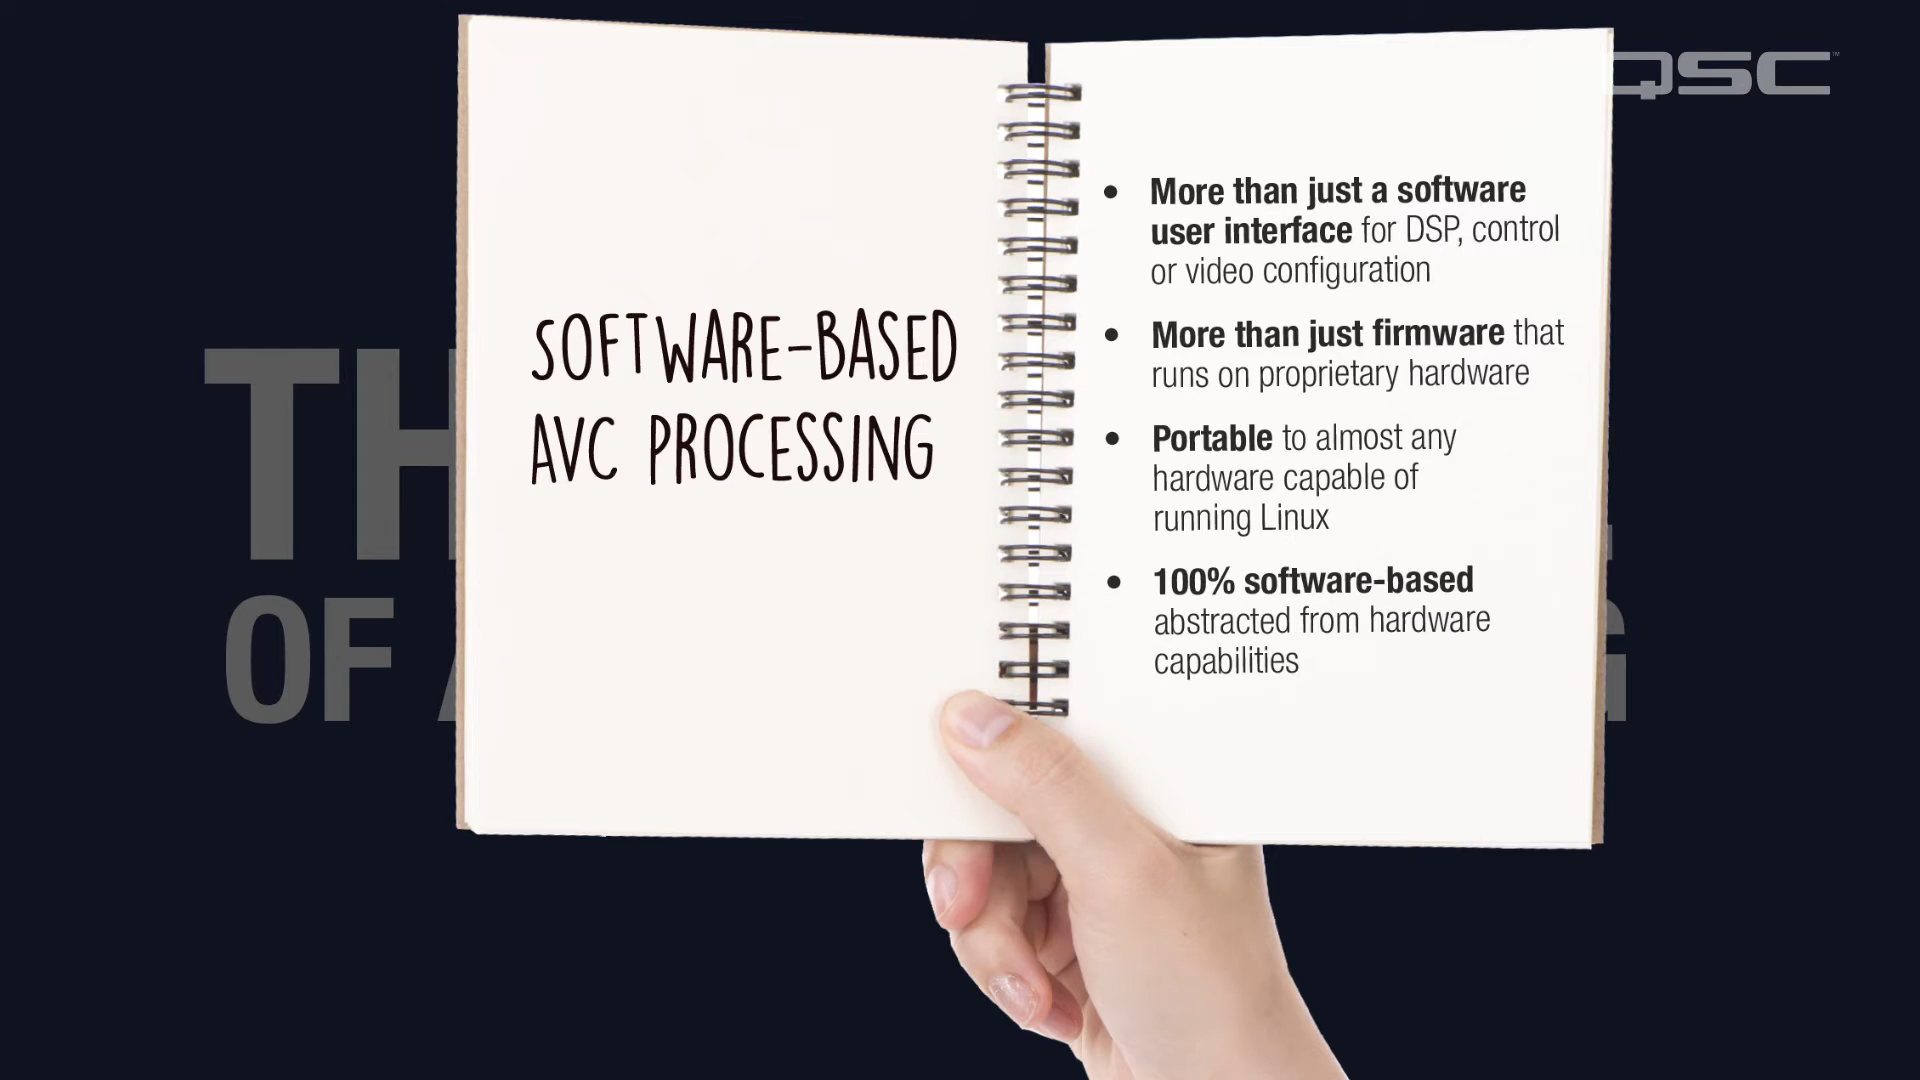 QSC
SOFTWARE-BASED
AVC PROCESSING
• More than just a software
user interface for DSP, control
or video configuration
• More than just firmware that
runs on proprietary hardware
• Portable to almost any
hardware capable of
running Linux
• 100% software-based
abstracted from hardware
capabilities
OF